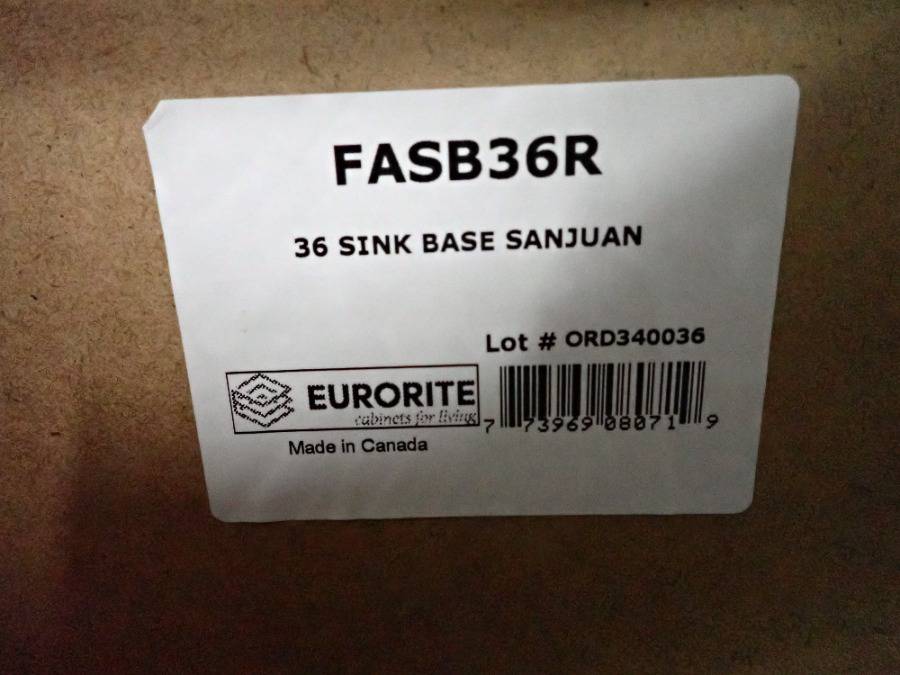 FASB36R
36 SINK BASE SANJUAN
Lot # ORD340036
EURORITE
cabinets for living
7 73969 08071 9
Made in Canada